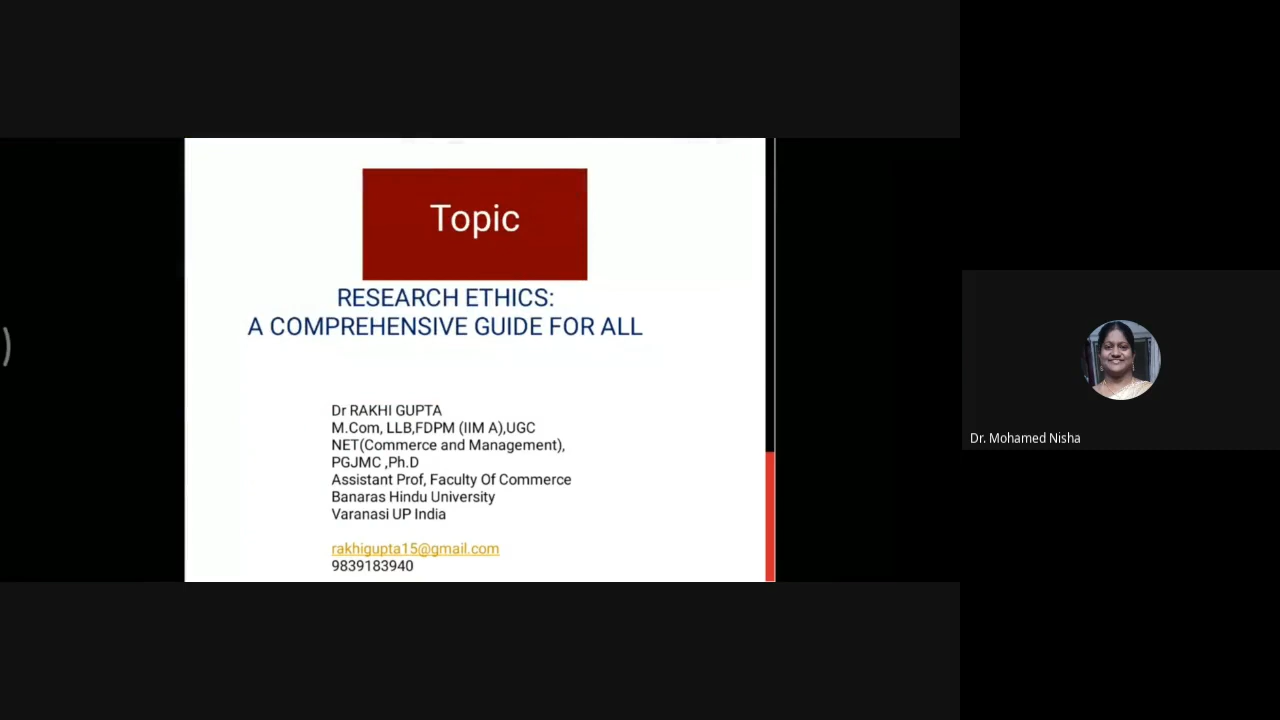 Topic
RESEARCH ETHICS:
A COMPREHENSIVE GUIDE FOR ALL
Dr RAKHI GUPTA
M.Com, LLB,FDPM (IIM A),UGC
NET(Commerce and Management),
PGJMC ,Ph.D
Assistant Prof, Faculty Of Commerce
Banaras Hindu University
Varanasi UP India
rakhigupta15@gmail.com
9839183940
Dr. Mohamed Nisha